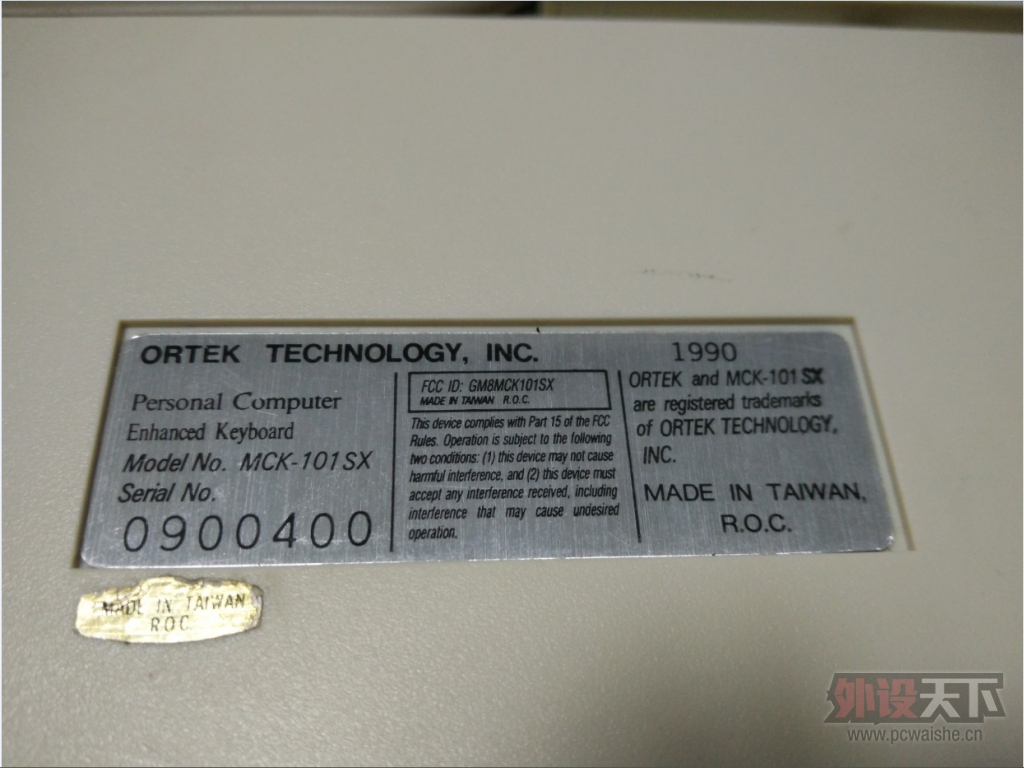 ORTEK TECHNOLOGY, INC.
1990
Personal Computer
Enhanced Keyboard
Model No. MCK-101SX
Serial No.
0900400
FCC ID: GM8MCK101SX
MADE IN TAIWAN R.O.C.
This device complies with Part 15 of the FCC
Rules. Operation is subject to the following
two conditions: (1) this device may not cause
harmful interference, and (2) this device must
accept any interference received, including
interference that may cause undesired
operation.
ORTEK and MCK-101 SX
are registered trademarks
of ORTEK TECHNOLOGY,
INC.
MADE IN TAIWAN,
R.O.C.
MADE IN TAIWAN
R.O.C
外设天下
www.pcwaishe.cn